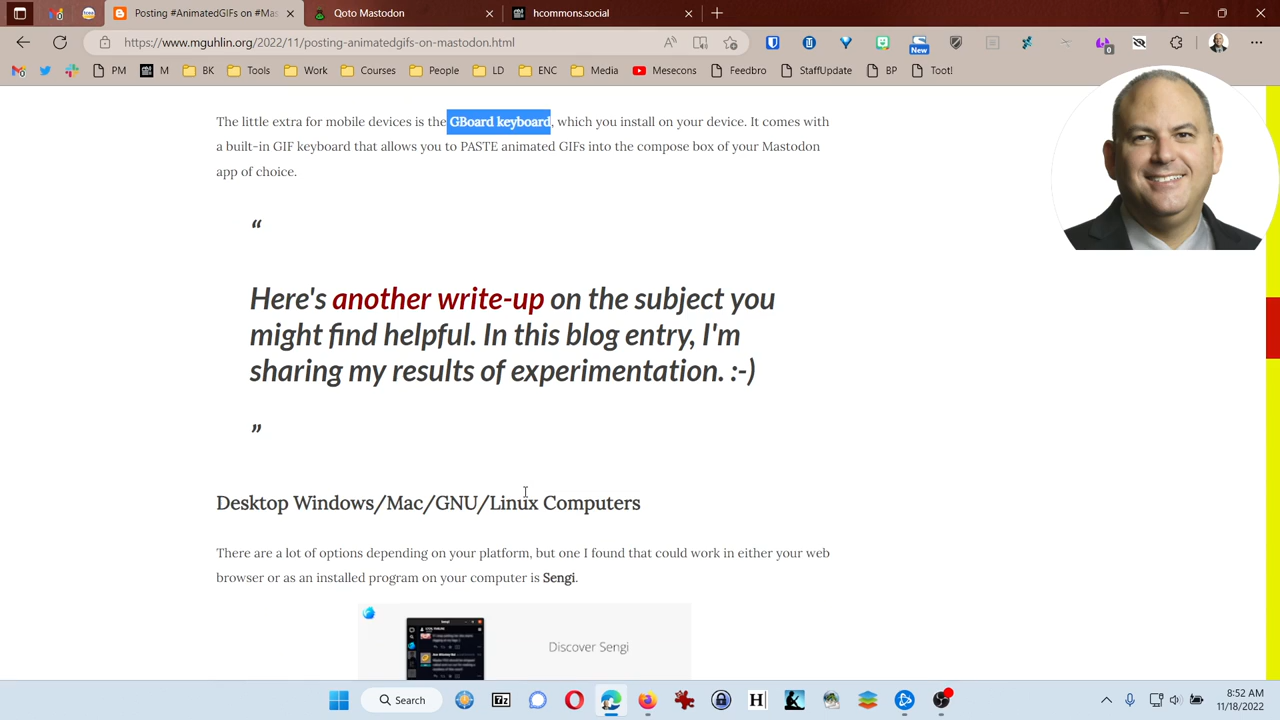 Posting #AnimatedGIFs on #Mas
Qoto Mastodon
hcommons.social
https://www.mguhlin.org/2022/11/posting-animatedgifs-on-mastodon.html
New
0
PM
M
BK
Tools
Work
Courses
People
LD
ENC
Media
Mesecons
Feedbro
StaffUpdate
BP
Tootl
The little extra for mobile devices is the GBoard keyboard, which you install on your device. It comes with
a built-in GIF keyboard that allows you to PASTE animated GIFs into the compose box of your Mastodon
app of choice.
“
Here's another write-up on the subject you
might find helpful. In this blog entry, I'm
sharing my results of experimentation. :-)
”
Desktop Windows/Mac/GNU/Linux Computers
There are a lot of options depending on your platform, but one I found that could work in either your web
browser or as an installed program on your computer is Sengi.
Discover Sengi
Search
8:52 AM
11/18/2022